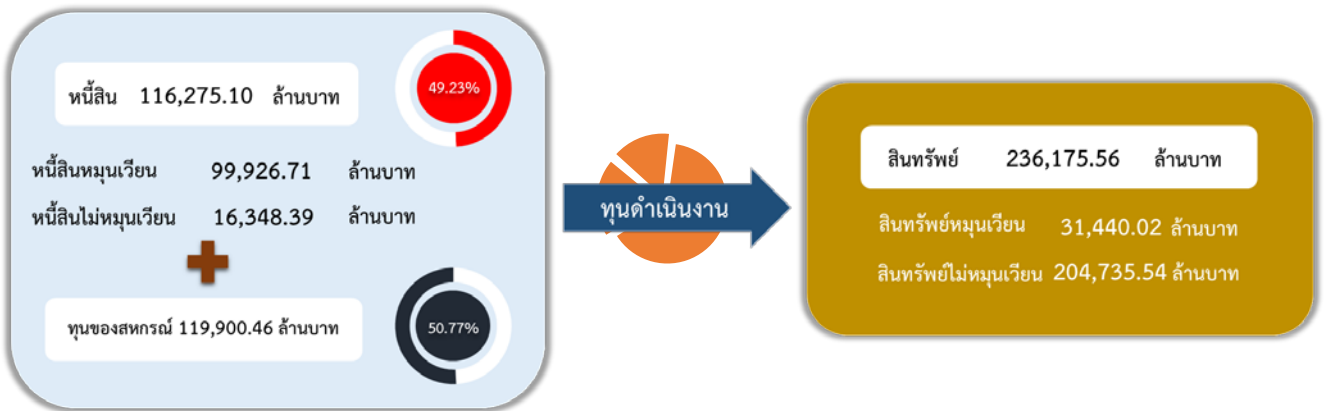 หนี้สิน 116,275.10 ล้านบาท
49.23%
หนี้สินหมุนเวียน 99,926.71 ล้านบาท
หนี้สินไม่หมุนเวียน 16,348.39 ล้านบาท
ทุนของสหกรณ์ 119,900.46 ล้านบาท
50.77%
ทุนดำเนินงาน
สินทรัพย์ 236,175.56 ล้านบาท
สินทรัพย์หมุนเวียน 31,440.02 ล้านบาท
สินทรัพย์ไม่หมุนเวียน 204,735.54 ล้านบาท